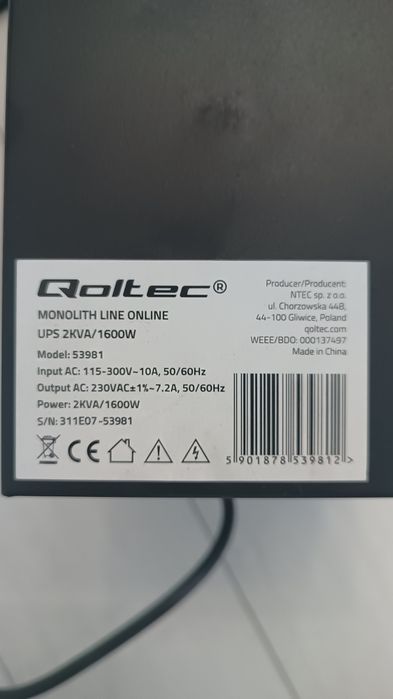 Qoltec®
MONOLITH LINE ONLINE
UPS 2KVA/1600W
Model: 53981
Input AC: 115-300V~10A, 50/60Hz
Output AC: 230VAC±1%~7.2A, 50/60Hz
Power: 2KVA/1600W
S/N: 311E07-53981
Producer/Producent:
NTEC sp. z o.o.
ul. Chorzowska 44B,
44-100 Gliwice, Poland
qoltec.com
WEEE/BDO: 000137497
Made in China
CE
5 901878 539812 >